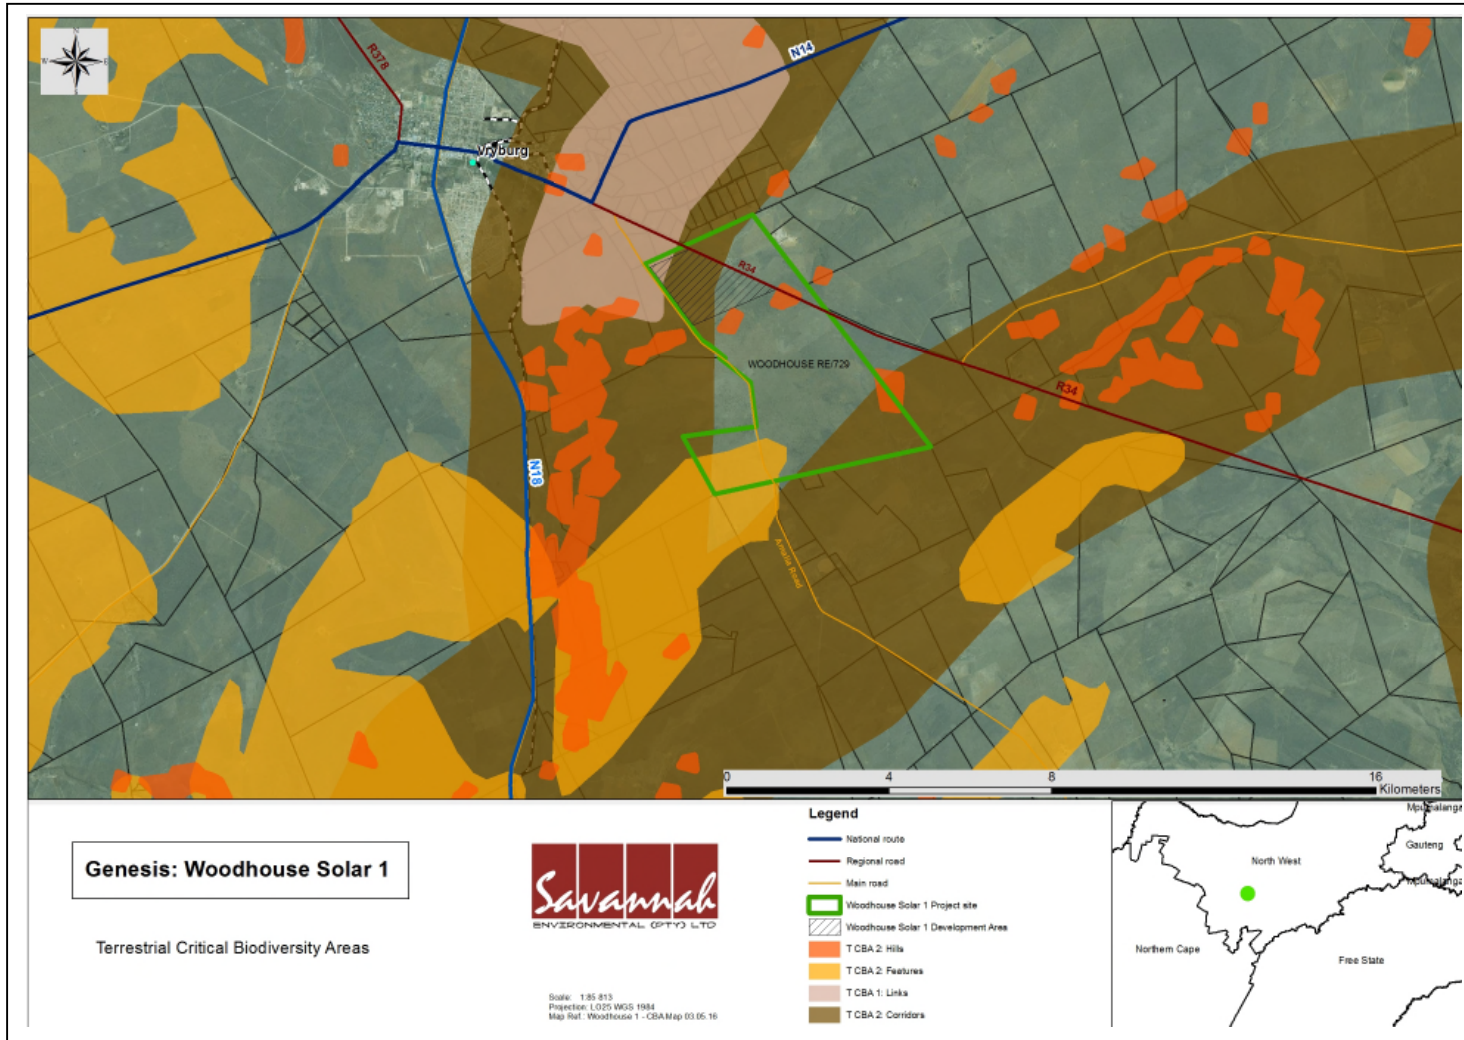 N
W
E
S
R378
N14
Vryburg
R34
WOODHOUSE RE/729
R34
N18
Amalia Road
0 4 8 16
Kilometers
Genesis: Woodhouse Solar 1
Terrestrial Critical Biodiversity Areas
Savannah
ENVIRONMENTAL (PTY) LTD
Scale: 1:85 813
Projection: LO25 WGS 1984
Map Ref.: Woodhouse 1 - CBA Map 03.05.16
Legend
National route
Regional road
Main road
Woodhouse Solar 1 Project site
Woodhouse Solar 1 Development Area
T CBA 2: Hills
T CBA 2: Features
T CBA 1: Links
T CBA 2: Corridors
Mpumalanga
Gauteng
North West
Mpumalanga
Northern Cape
Free State